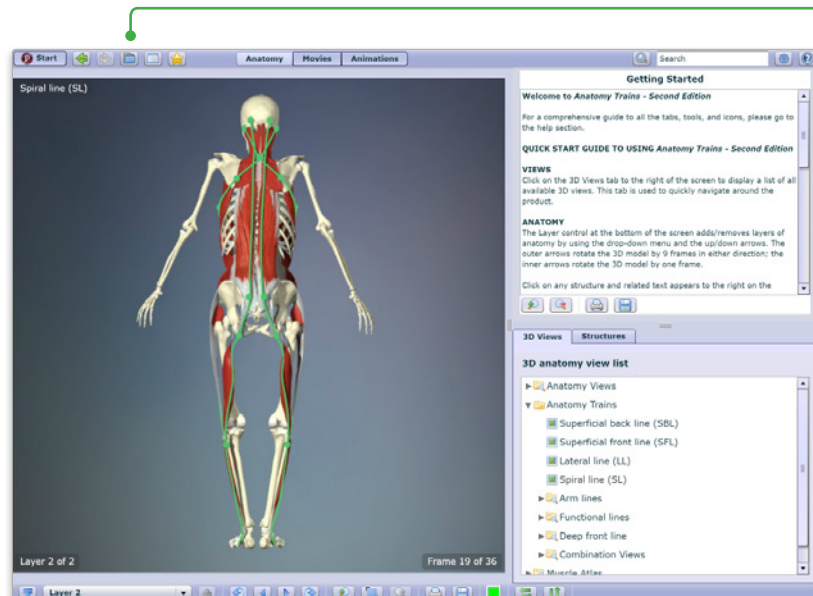 Start
Anatomy
Movies
Animations
Search
Spiral line (SL)
Layer 2 of 2
Frame 19 of 36
Layer 2
Getting Started
Welcome to Anatomy Trains - Second Edition
For a comprehensive guide to all the tabs, tools, and icons, please go to
the help section.
QUICK START GUIDE TO USING Anatomy Trains - Second Edition
VIEWS
Click on the 3D Views tab to the right of the screen to display a list of all
available 3D views. This tab is used to quickly navigate around the
product.
ANATOMY
The Layer control at the bottom of the screen adds/removes layers of
anatomy by using the drop-down menu and the up/down arrows. The
outer arrows rotate the 3D model by 9 frames in either direction; the
inner arrows rotate the 3D model by one frame.
Click on any structure and related text appears to the right on the
3D Views
Structures
3D anatomy view list
Anatomy Views
Anatomy Trains
Superficial back line (SBL)
Superficial front line (SFL)
Lateral line (LL)
Spiral line (SL)
Arm lines
Functional lines
Deep front line
Combination Views
Muscle Atlas